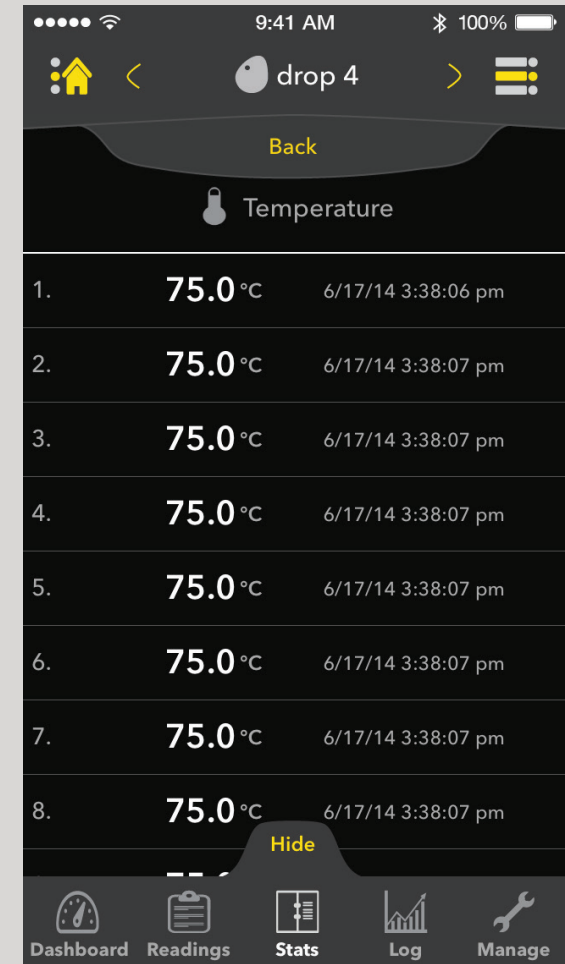 9:41 AM 100%
drop 4
Back
Temperature
1. 75.0 °C 6/17/14 3:38:06 pm
2. 75.0 °C 6/17/14 3:38:07 pm
3. 75.0 °C 6/17/14 3:38:07 pm
4. 75.0 °C 6/17/14 3:38:07 pm
5. 75.0 °C 6/17/14 3:38:07 pm
6. 75.0 °C 6/17/14 3:38:07 pm
7. 75.0 °C 6/17/14 3:38:07 pm
8. 75.0 °C 6/17/14 3:38:07 pm
Hide
Dashboard Readings Stats Log Manage